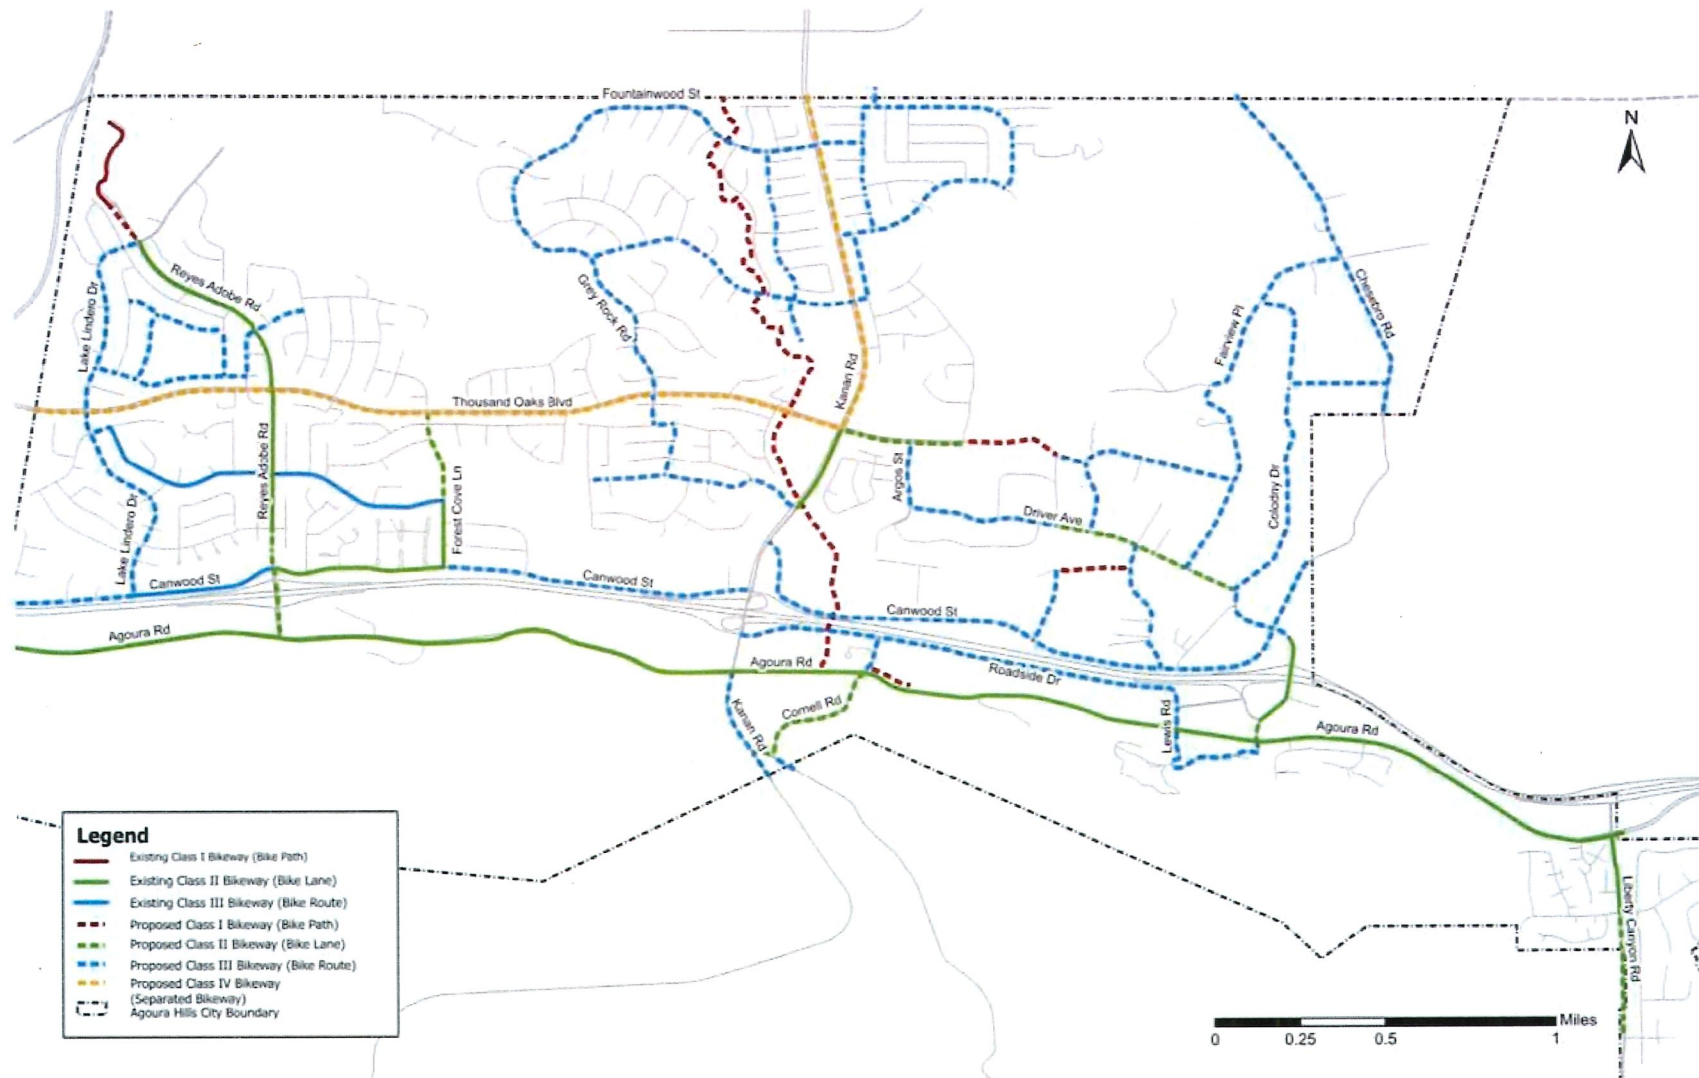 Fountainwood St
N
Reyes Adobe Rd
Lake Lindero Dr
Grey Rock Rd
Kanan Rd
Fairview Pl
Chesebro Rd
Thousand Oaks Blvd
Reyes Adobe Rd
Forest Cove Ln
Argos St
Driver Ave
Colodny Dr
Lake Lindero Dr
Canwood St
Canwood St
Canwood St
Agoura Rd
Agoura Rd
Roadside Dr
Cornell Rd
Kanan Rd
Lewis Rd
Agoura Rd
Liberty Canyon Rd
Legend
Existing Class I Bikeway (Bike Path)
Existing Class II Bikeway (Bike Lane)
Existing Class III Bikeway (Bike Route)
Proposed Class I Bikeway (Bike Path)
Proposed Class II Bikeway (Bike Lane)
Proposed Class III Bikeway (Bike Route)
Proposed Class IV Bikeway
(Separated Bikeway)
Agoura Hills City Boundary
Miles
0 0.25 0.5 1